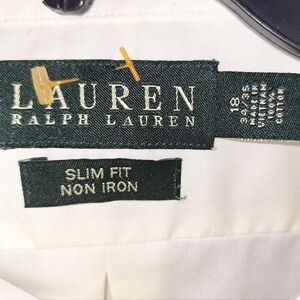 LAUREN
RALPH LAUREN
18
34/35
MADE IN
VIETNAM
100%
COTTON
SLIM FIT
NON IRON